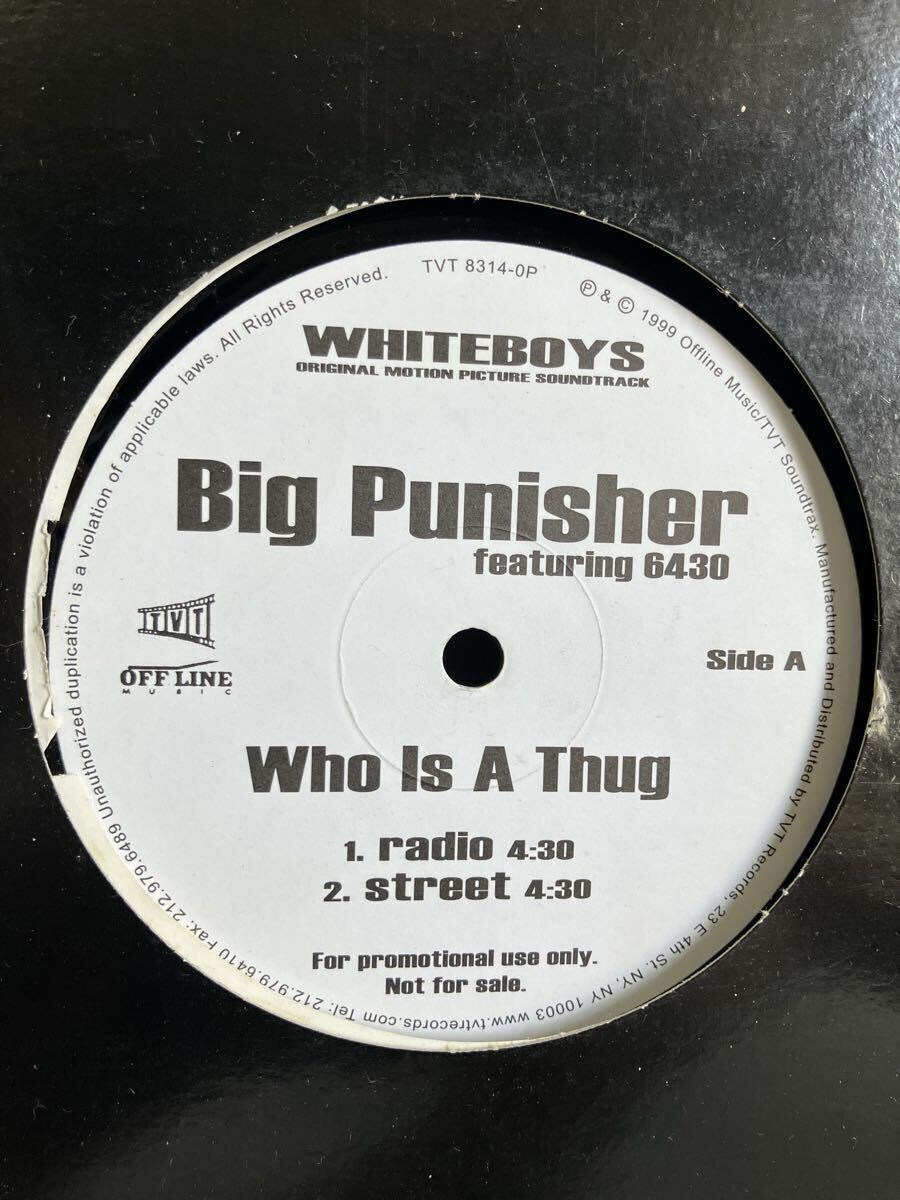 TVT 8314-0P
℗ & © 1999 Offline Music/TVT Soundtrax. Manufactured and Distributed by TVT Records, 23 E 4th St. NY, NY 10003 www.tvtrecords.com Tel: 212.979.6410 Fax: 212.979.6489 Unauthorized duplication is a violation of applicable laws. All Rights Reserved.
WHITEBOYS
ORIGINAL MOTION PICTURE SOUNDTRACK
Big Punisher
featuring 6430
TVT
OFF LINE
MUSIC
Side A
Who Is A Thug
1. radio 4:30
2. street 4:30
For promotional use only.
Not for sale.